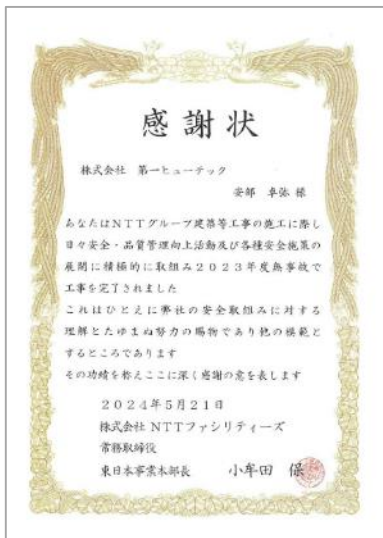 感謝状
株式会社 第一ヒューテック
安部 卓弥 様
あなたはNTTグループ建築等工事の施工に際し
日々安全・品質管理向上活動及び各種安全施策の
展開に積極的に取組み2023年度無事故で
工事を完了されました
これはひとえに弊社の安全取組みに対する
理解とたゆまぬ努力の賜物であり他の模範と
するところであります
その功績を称えここに深く感謝の意を表します
2024年5月21日
株式会社 NTTファシリティーズ
常務取締役
東日本事業本部長 小牟田 保